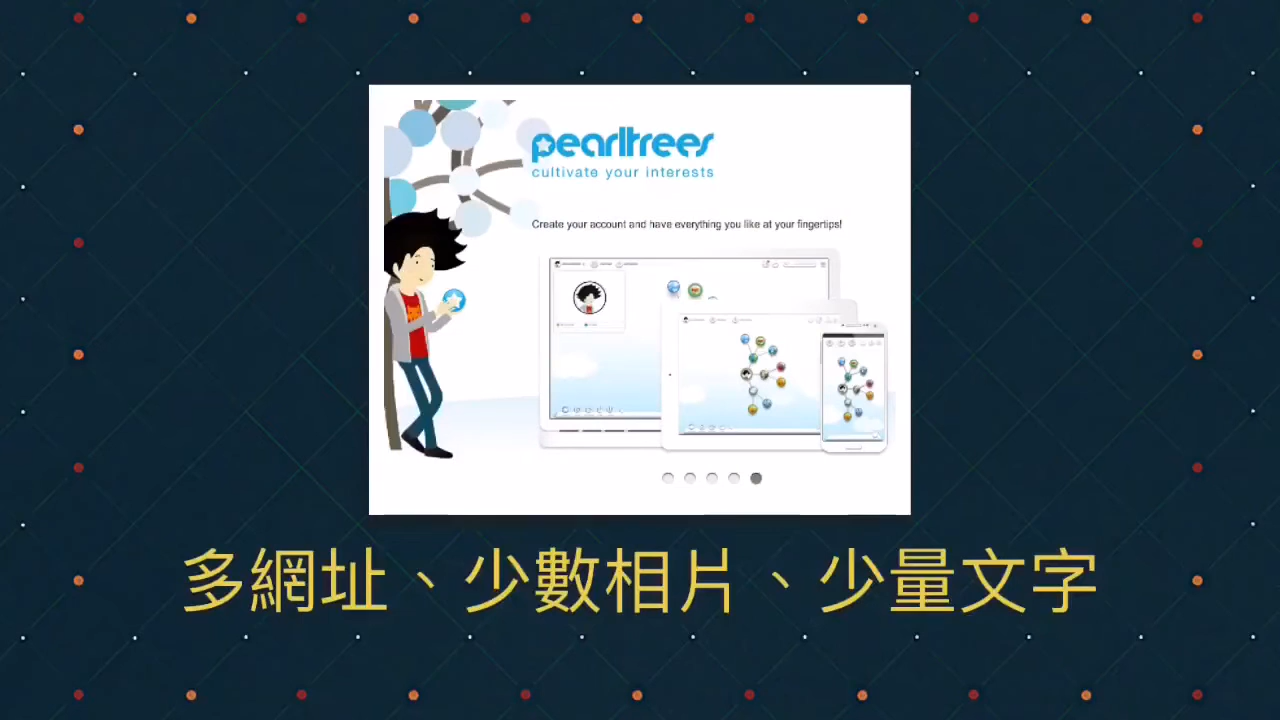 pearltrees
cultivate your interests
Create your account and have everything you like at your fingertips!
多網址、少數相片、少量文字